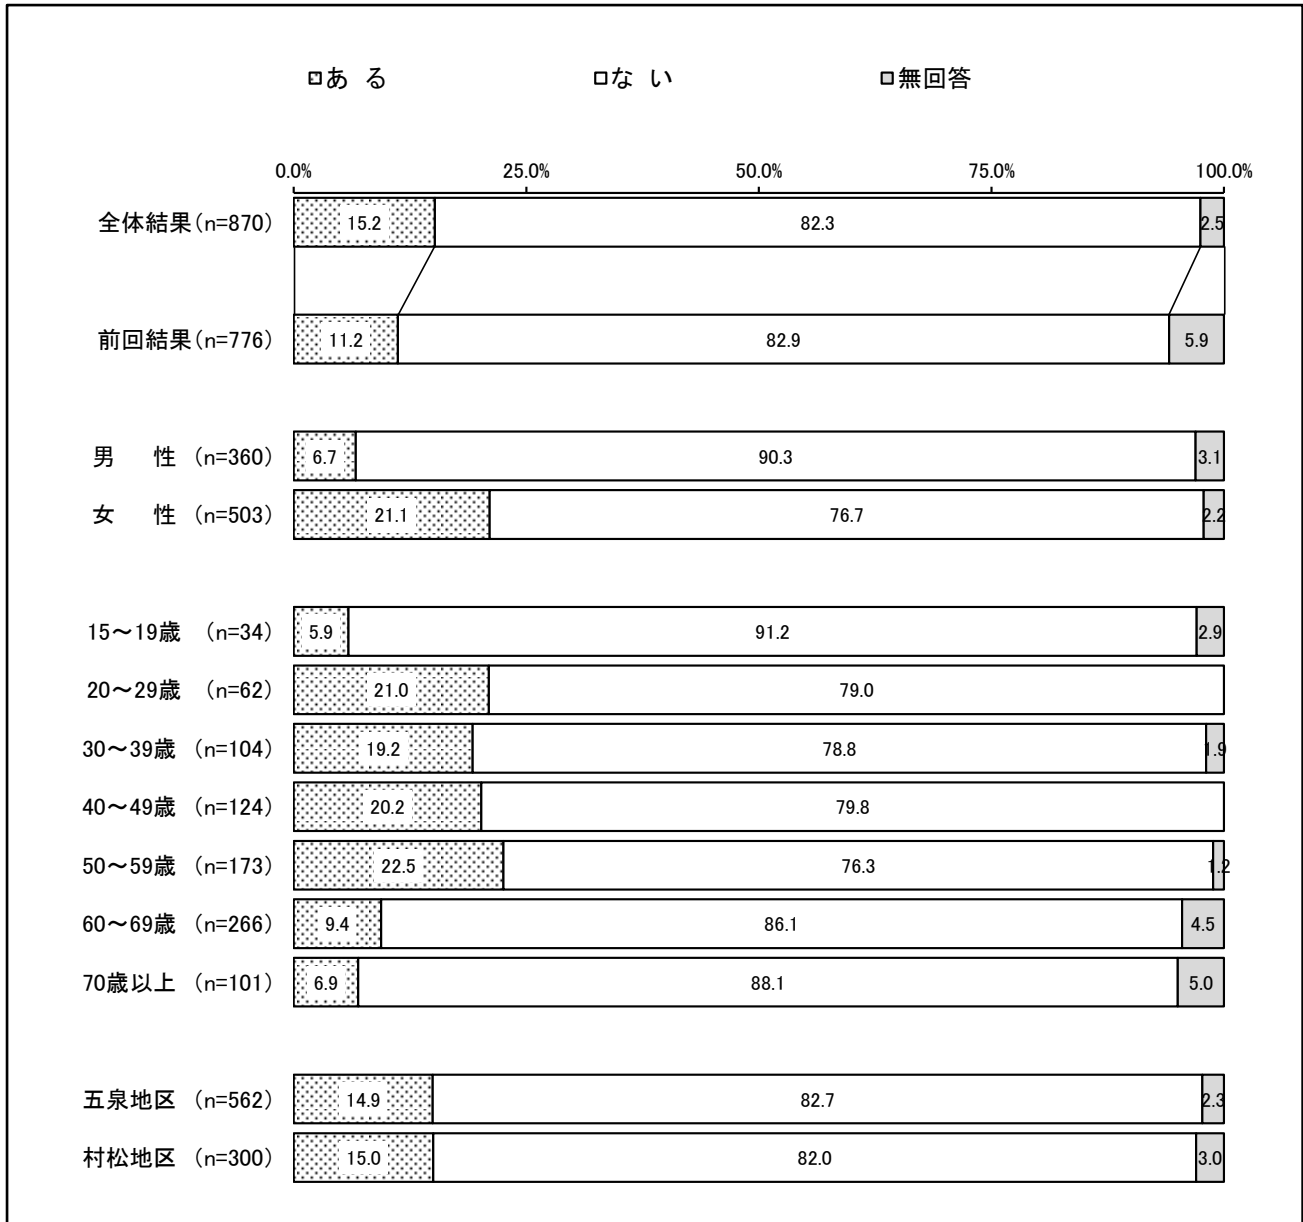 ある ない 無回答
0.0% 25.0% 50.0% 75.0% 100.0%
全体結果(n=870) 15.2 82.3 2.5
前回結果(n=776) 11.2 82.9 5.9
男 性 (n=360) 6.7 90.3 3.1
女 性 (n=503) 21.1 76.7 2.2
15～19歳 (n=34) 5.9 91.2 2.9
20～29歳 (n=62) 21.0 79.0
30～39歳 (n=104) 19.2 78.8 1.9
40～49歳 (n=124) 20.2 79.8
50～59歳 (n=173) 22.5 76.3 1.2
60～69歳 (n=266) 9.4 86.1 4.5
70歳以上 (n=101) 6.9 88.1 5.0
五泉地区 (n=562) 14.9 82.7 2.3
村松地区 (n=300) 15.0 82.0 3.0